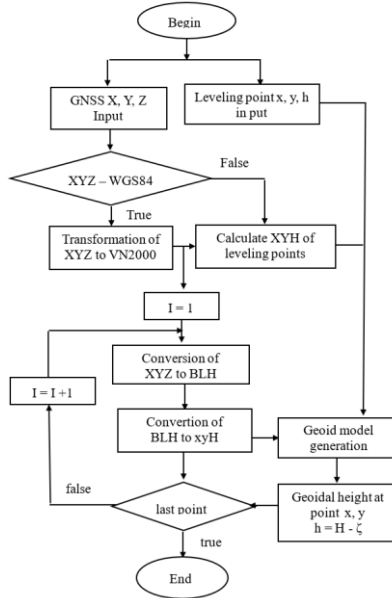 Begin
GNSS X, Y, Z
Input
Leveling point x, y, h
in put
XYZ – WGS84
False
True
Transformation of
XYZ to VN2000
Calculate XYH of
leveling points
I = 1
Conversion of
XYZ to BLH
I = I +1
Convertion of
BLH to xyH
Geoid model
generation
false
last point
Geoidal height at
point x, y
h = H - ζ
true
End